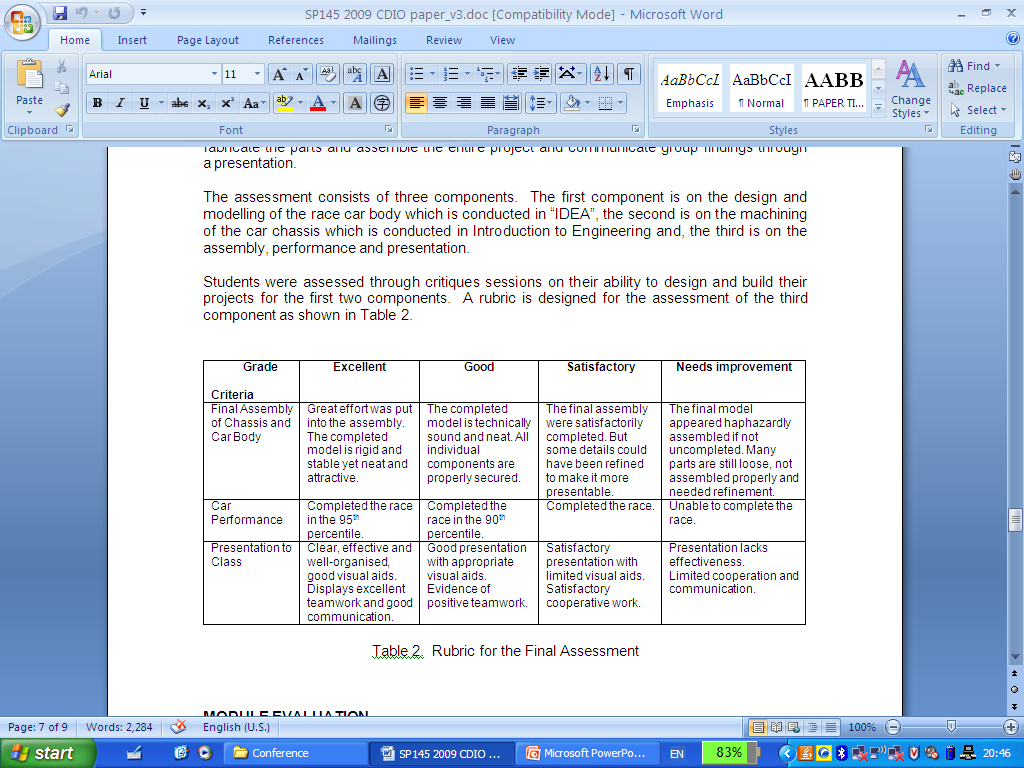 SP145 2009 CDIO paper_v3.doc [Compatibility Mode] - Microsoft Word
Home Insert Page Layout References Mailings Review View
Paste
Clipboard
Arial 11
B I U abc X₂ X² Aa ab A A
Font
Paragraph
AaBbCcI AaBbCcI AABB
Emphasis ¶ Normal ¶ PAPER TI...
Change Styles
Styles
Find
Replace
Select
Editing
fabricate the parts and assemble the entire project and communicate group findings through
a presentation.
The assessment consists of three components. The first component is on the design and
modelling of the race car body which is conducted in “IDEA”, the second is on the machining
of the car chassis which is conducted in Introduction to Engineering and, the third is on the
assembly, performance and presentation.
Students were assessed through critiques sessions on their ability to design and build their
projects for the first two components. A rubric is designed for the assessment of the third
component as shown in Table 2.
Grade
Criteria
Excellent
Good
Satisfactory
Needs improvement
Final Assembly
of Chassis and
Car Body
Great effort was put
into the assembly.
The completed
model is rigid and
stable yet neat and
attractive.
The completed
model is technically
sound and neat. All
individual
components are
properly secured.
The final assembly
were satisfactorily
completed. But
some details could
have been refined
to make it more
presentable.
The final model
appeared haphazardly
assembled if not
uncompleted. Many
parts are still loose, not
assembled properly and
needed refinement.
Car
Performance
Completed the race
in the 95th
percentile.
Completed the
race in the 90th
percentile.
Completed the race.
Unable to complete the
race.
Presentation to
Class
Clear, effective and
well-organised,
good visual aids.
Displays excellent
teamwork and good
communication.
Good presentation
with appropriate
visual aids.
Evidence of
positive teamwork.
Satisfactory
presentation with
limited visual aids.
Satisfactory
cooperative work.
Presentation lacks
effectiveness.
Limited cooperation and
communication.
Table 2. Rubric for the Final Assessment
MODULE EVALUATION
Page: 7 of 9 Words: 2,284 English (U.S.) 100%
start Conference SP145 2009 CDIO ... Microsoft PowerPo... EN 83% 20:46